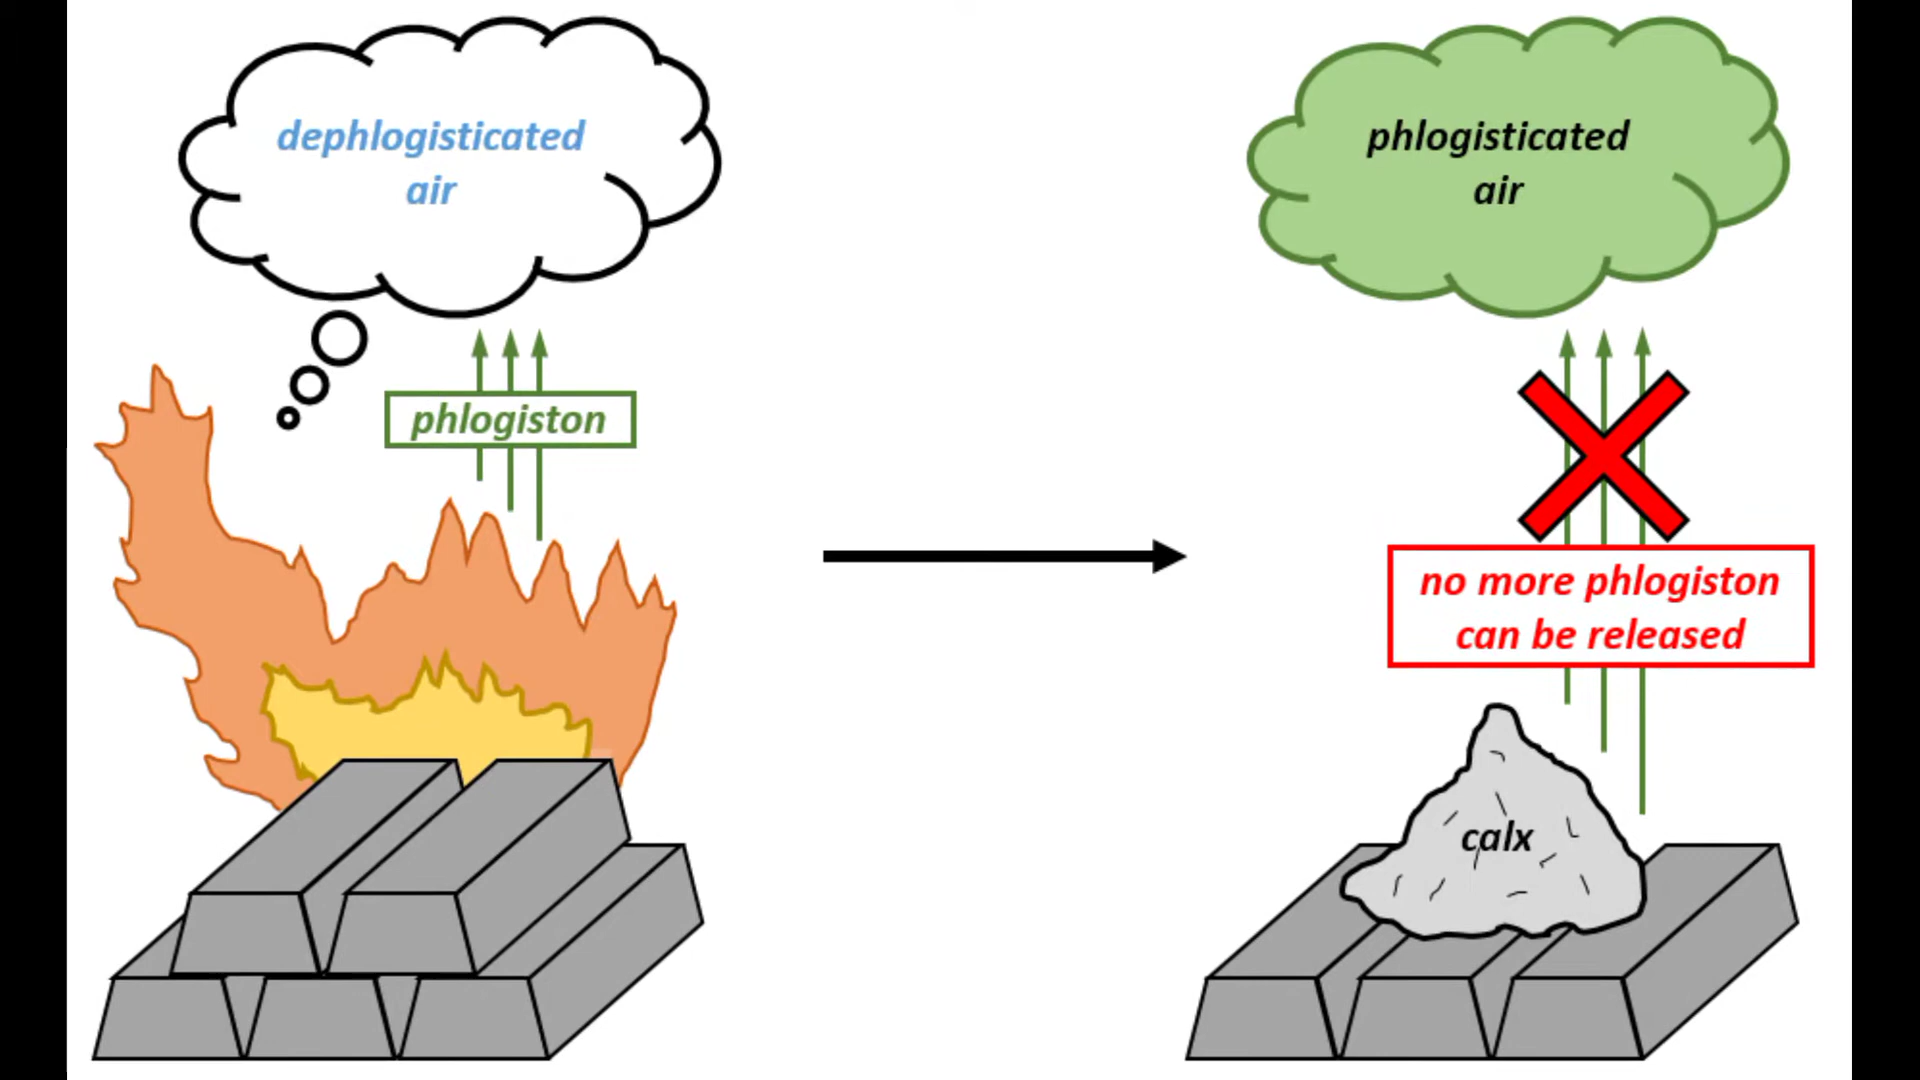 dephlogisticated
air
phlogiston
phlogisticated
air
no more phlogiston
can be released
calx